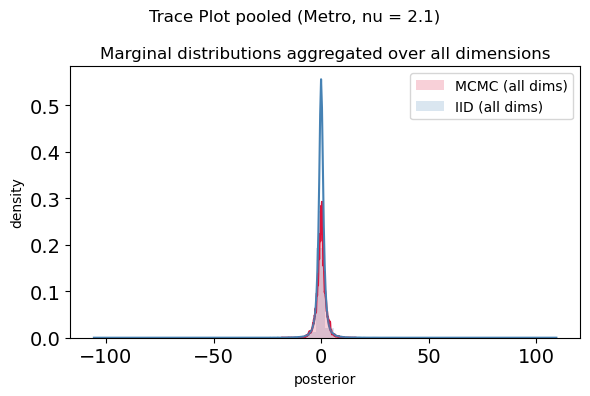 Trace Plot pooled (Metro, nu = 2.1)
Marginal distributions aggregated over all dimensions
MCMC (all dims)
IID (all dims)
density
0.5
0.4
0.3
0.2
0.1
0.0
−100
−50
0
50
100
posterior